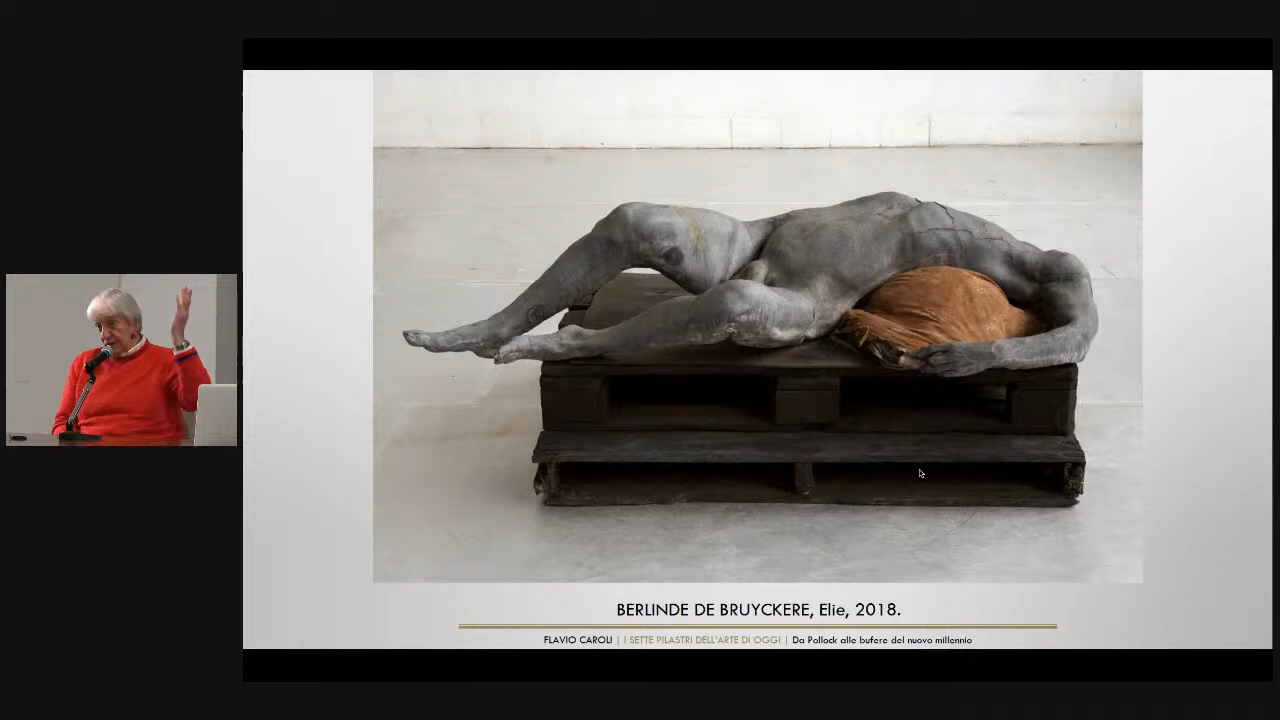 BERLINDE DE BRUYCKERE, Elie, 2018.
FLAVIO CAROLI | I SETTE PILASTRI DELL'ARTE DI OGGI | Da Pollock alle bufere del nuovo millennio